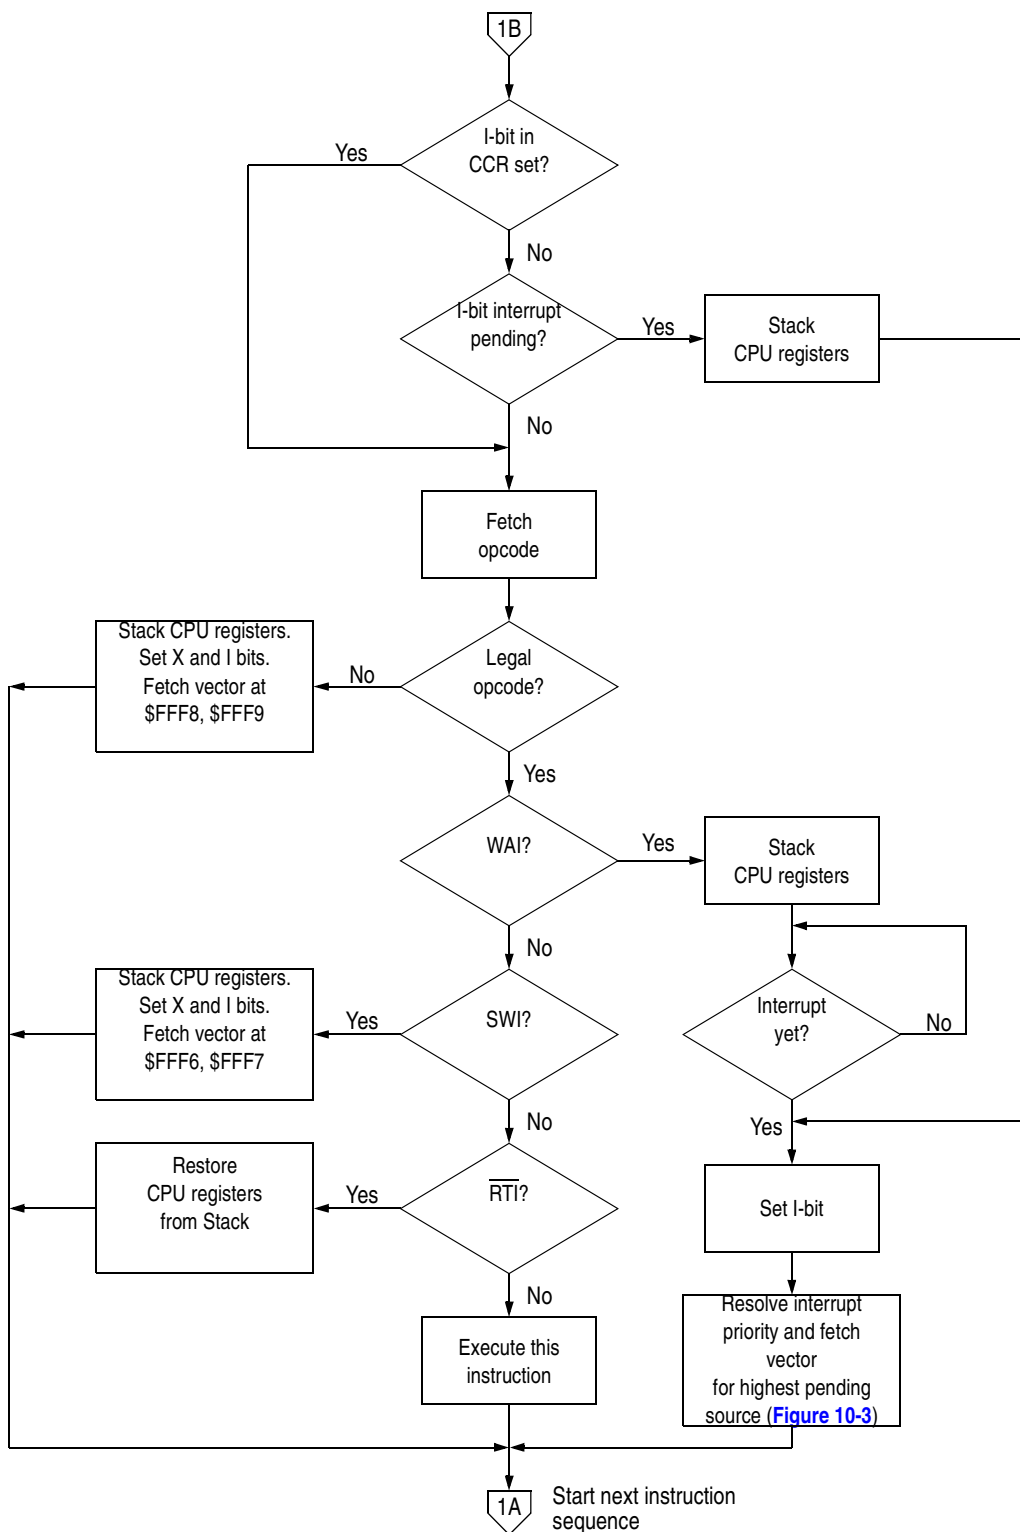 1B
I-bit in
CCR set?
Yes
No
I-bit interrupt
pending?
Yes
Stack
CPU registers
No
Fetch
opcode
Stack CPU registers.
Set X and I bits.
Fetch vector at
$FFF8, $FFF9
No
Legal
opcode?
Yes
WAI?
Yes
Stack
CPU registers
No
Stack CPU registers.
Set X and I bits.
Fetch vector at
$FFF6, $FFF7
Yes
SWI?
Interrupt
yet?
No
No
Yes
Restore
CPU registers
from Stack
Yes
RTI?
Set I-bit
No
Execute this
instruction
Resolve interrupt
priority and fetch
vector
for highest pending
source (Figure 10-3)
1A
Start next instruction
sequence